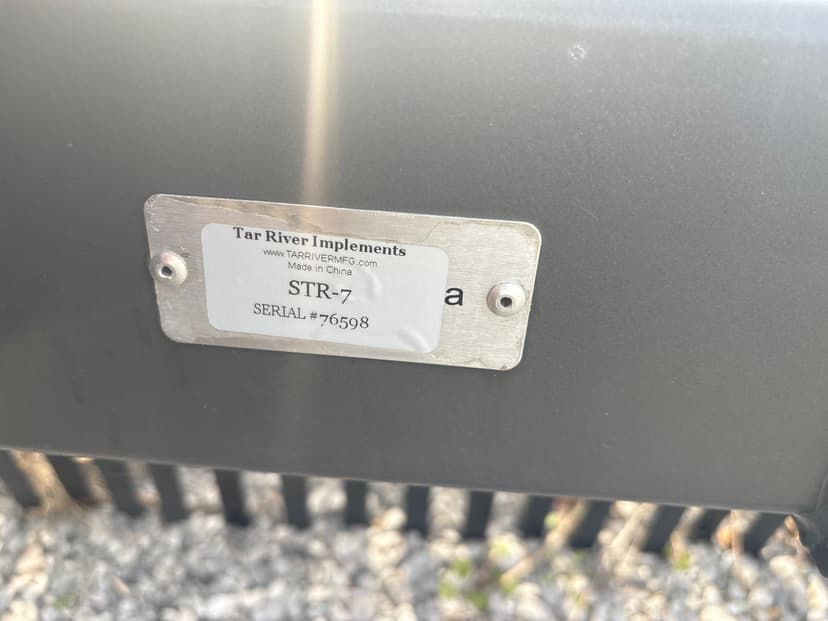 Tar River Implements
www.TARRIVERMFG.com
Made in China
STR-7
SERIAL #76598
a